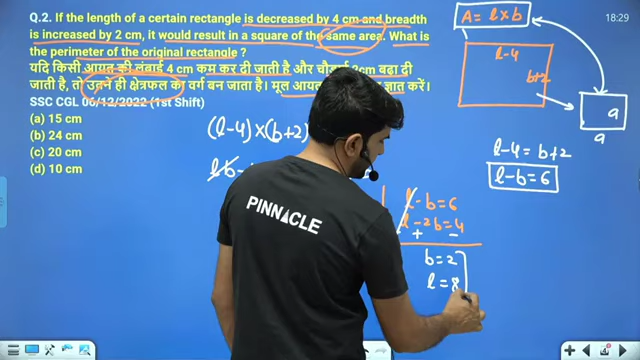 Q.2. If the length of a certain rectangle is decreased by 4 cm and breadth
is increased by 2 cm, it would result in a square of the same area. What is
the perimeter of the original rectangle ?
यदि किसी आयत की लंबाई 4 cm कम कर दी जाती है और चौड़ाई 2cm बढ़ा दी
जाती है, तो उतने ही क्षेत्रफल का वर्ग बन जाता है। मूल आयत ज्ञात करें।
SSC CGL 06/12/2022 (1st Shift)
(a) 15 cm
(b) 24 cm
(c) 20 cm
(d) 10 cm
A = l × b
18:29
l-4
b+2
a
a
(l-4) × (b+2)
lb
l-4 = b+2
l-b = 6
l-b = 6
l-2b = 4
+ -
b = 2
l = 8
PINNACLE